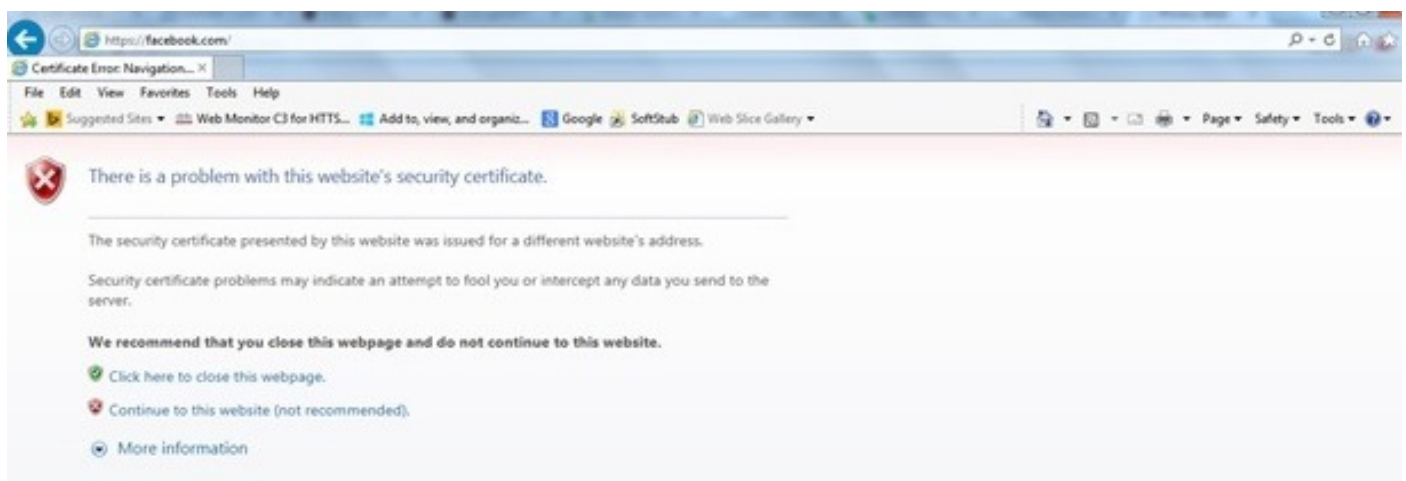 https://facebook.com/
Certificate Error: Navigation...
File Edit View Favorites Tools Help
Suggested Sites Web Monitor C3 for HTTS... Add to, view, and organiz... Google SoftStub Web Slice Gallery Page Safety Tools
There is a problem with this website's security certificate.
The security certificate presented by this website was issued for a different website's address.
Security certificate problems may indicate an attempt to fool you or intercept any data you send to the
server.
We recommend that you close this webpage and do not continue to this website.
Click here to close this webpage.
Continue to this website (not recommended).
More information